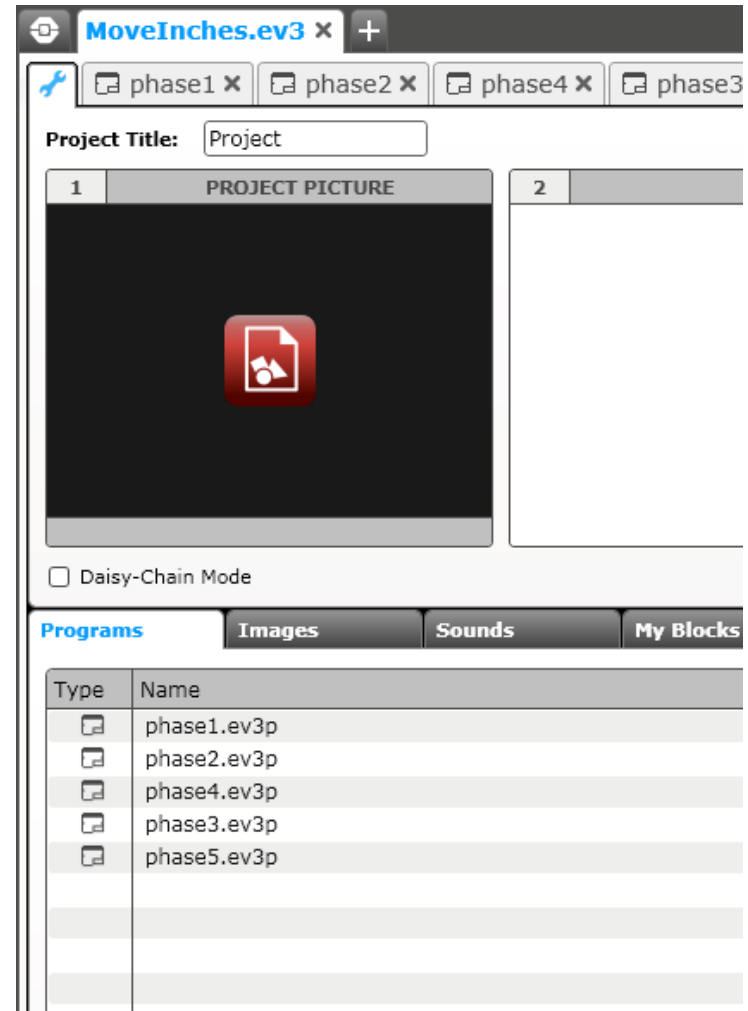 MoveInches.ev3
phase1 phase2 phase4 phase3
Project Title: Project
1 PROJECT PICTURE 2
Daisy-Chain Mode
Programs Images Sounds My Blocks
Type Name
phase1.ev3p
phase2.ev3p
phase4.ev3p
phase3.ev3p
phase5.ev3p